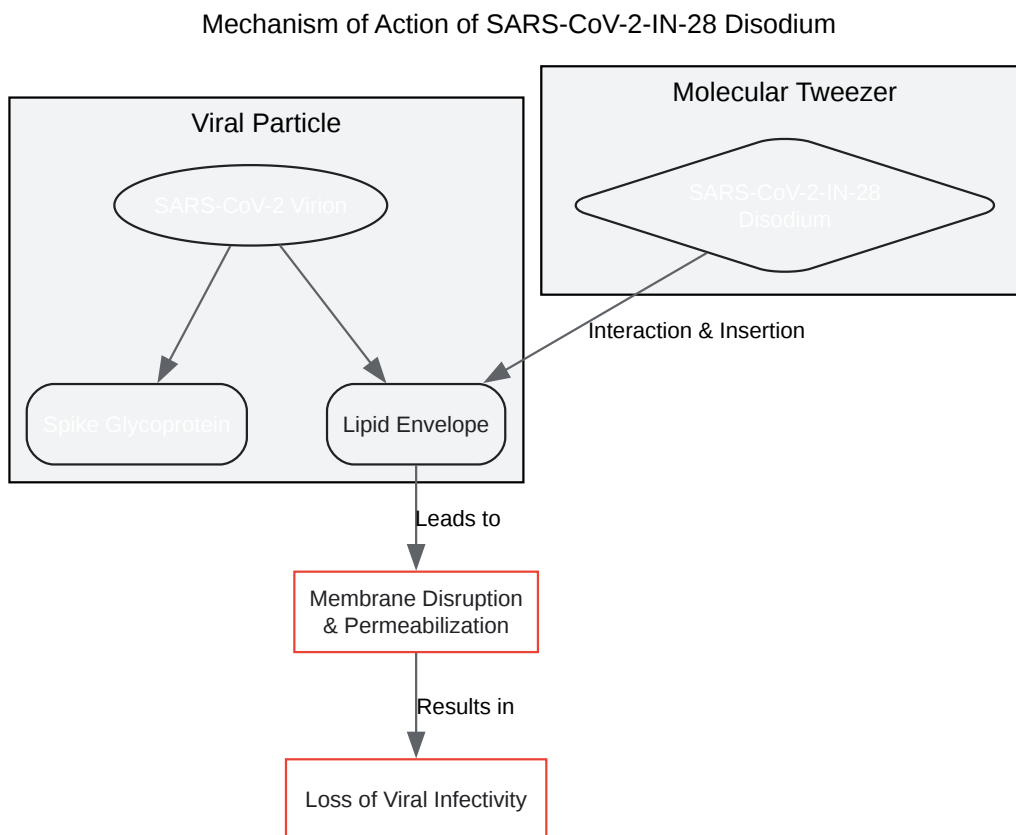 Mechanism of Action of SARS-CoV-2-IN-28 Disodium
Viral Particle
Molecular Tweezer
SARS-CoV-2 Virion
SARS-CoV-2-IN-28
Disodium
Interaction & Insertion
Spike Glycoprotein
Lipid Envelope
Leads to
Membrane Disruption
& Permeabilization
Results in
Loss of Viral Infectivity